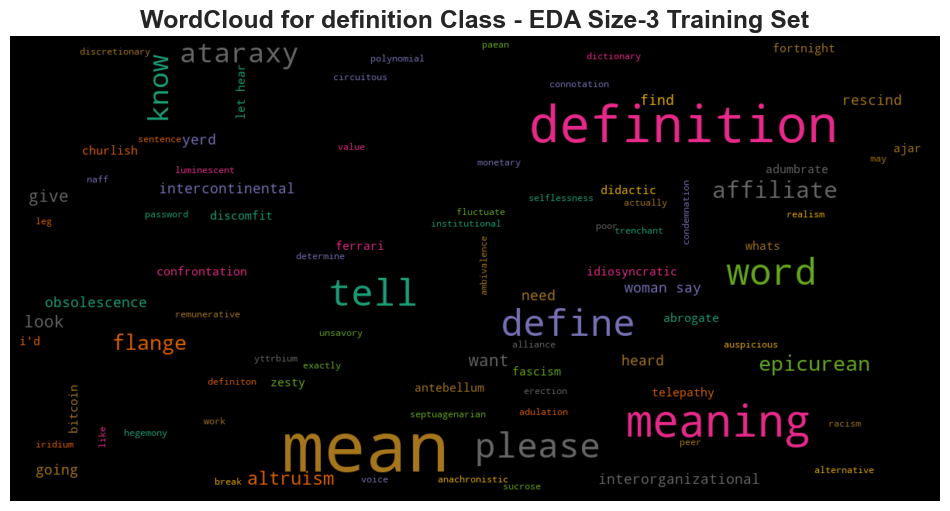 WordCloud for definition Class - EDA Size-3 Training Set
discretionary
ataraxy
paean
polynomial
circuitous
dictionary
connotation
fortnight
know
let hear
find
rescind
definition
sentence
yerd
churlish
value
ajar
may
monetary
luminescent
adumbrate
naff
intercontinental
give
selflessness
didactic
actually
affiliate
condemnation
leg
password
discomfit
fluctuate
institutional
poor
trenchant
realism
ferrari
determine
ambivalence
whats
confrontation
idiosyncratic
word
tell
need
woman say
obsolescence
look
remunerative
define
abrogate
i'd
flange
unsavory
alliance
auspicious
yttrbium
exactly
want
fascism
heard
epicurean
definiton
zesty
antebellum
erection
telepathy
bitcoin
work
septuagenarian
adulation
meaning
racism
like
hegemony
iridium
mean
please
peer
going
break
altruism
voice
anachronistic
sucrose
interorganizational
alternative